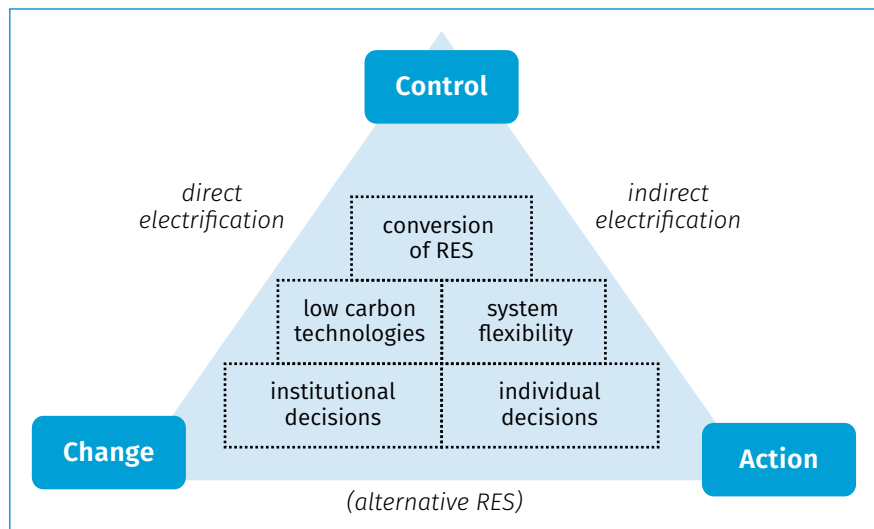 Control
direct
electrification
indirect
electrification
conversion
of RES
low carbon
technologies
system
flexibility
institutional
decisions
individual
decisions
Change
Action
(alternative RES)